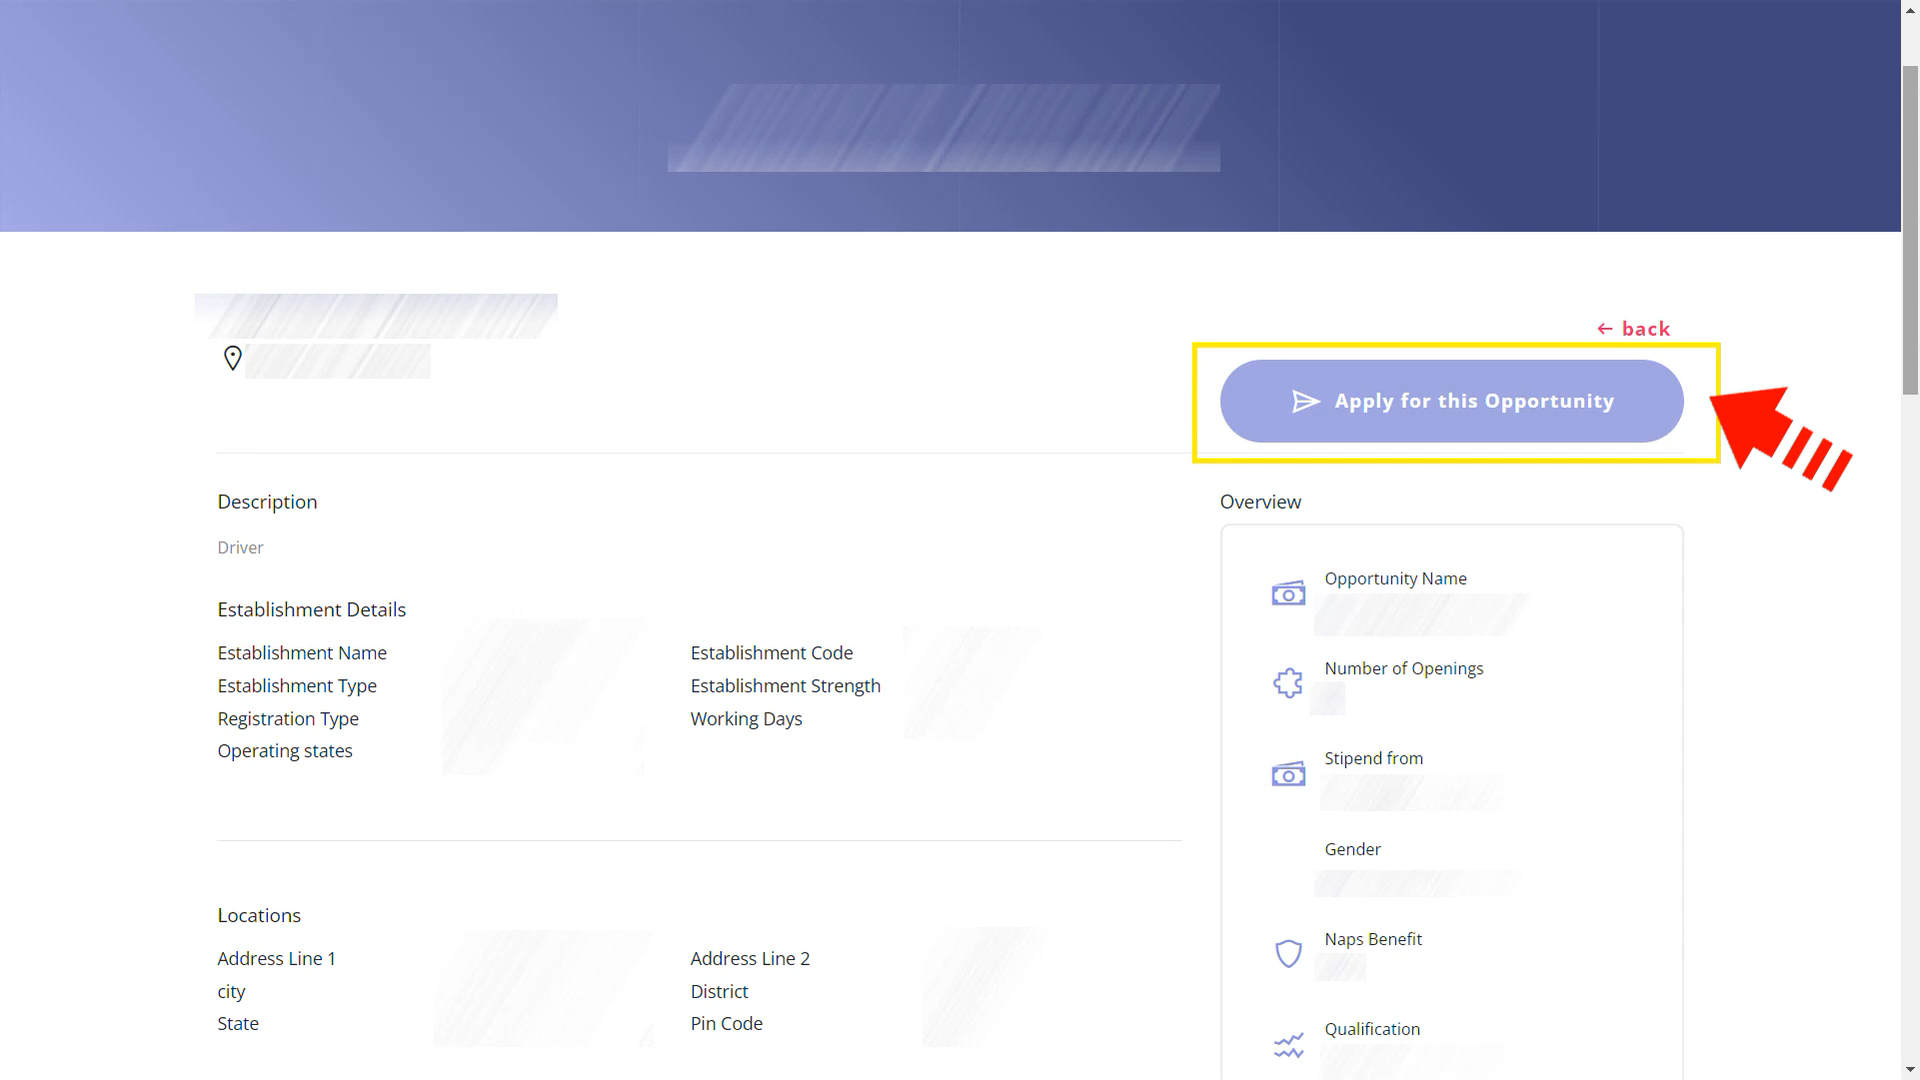 ← back
Apply for this Opportunity
Description
Driver
Establishment Details
Establishment Name
Establishment Type
Registration Type
Operating states
Establishment Code
Establishment Strength
Working Days
Locations
Address Line 1
city
State
Address Line 2
District
Pin Code
Overview
Opportunity Name
Number of Openings
Stipend from
Gender
Naps Benefit
Qualification